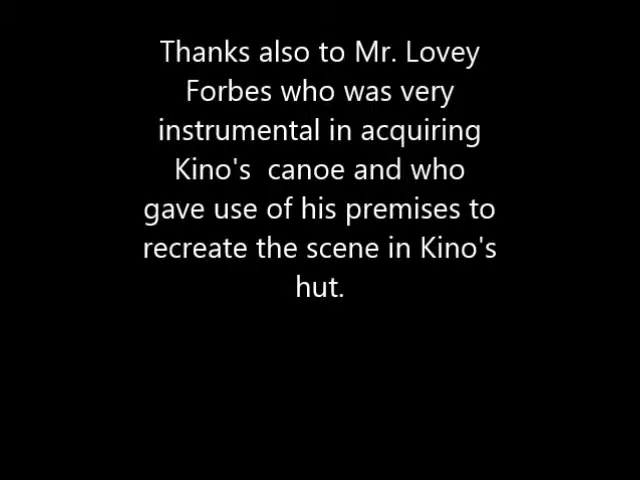 Thanks also to Mr. Lovey
Forbes who was very
instrumental in acquiring
Kino's  canoe and who
gave use of his premises to
recreate the scene in Kino's
hut.